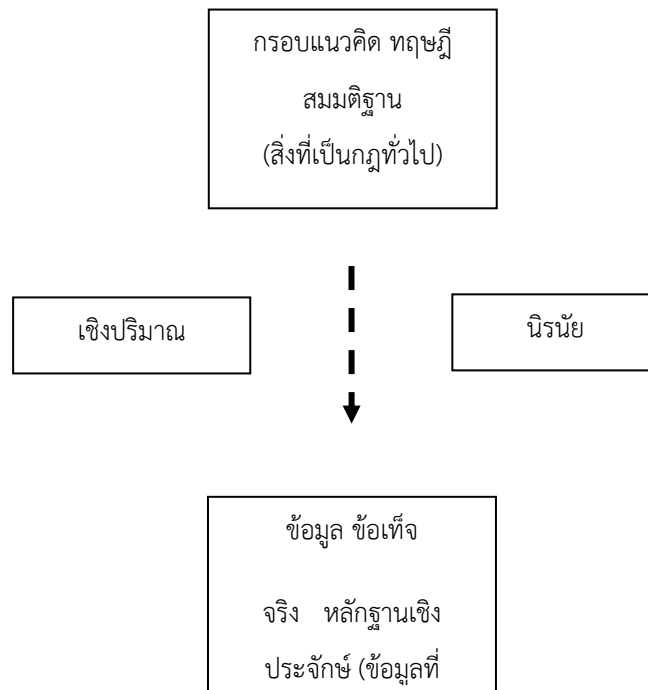 กรอบแนวคิด ทฤษฎี
สมมติฐาน
(สิ่งที่เป็นกฎทั่วไป)
เชิงปริมาณ
นิรนัย
ข้อมูล ข้อเท็จ
จริง หลักฐานเชิง
ประจักษ์ (ข้อมูลที่